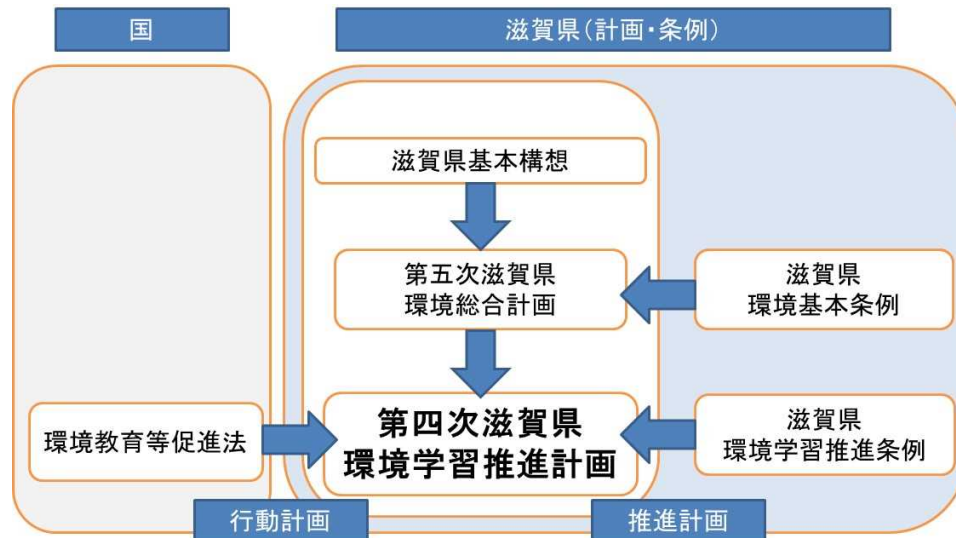 国
滋賀県(計画・条例)
滋賀県基本構想
第五次滋賀県
環境総合計画
滋賀県
環境基本条例
環境教育等促進法
第四次滋賀県
環境学習推進計画
滋賀県
環境学習推進条例
行動計画
推進計画